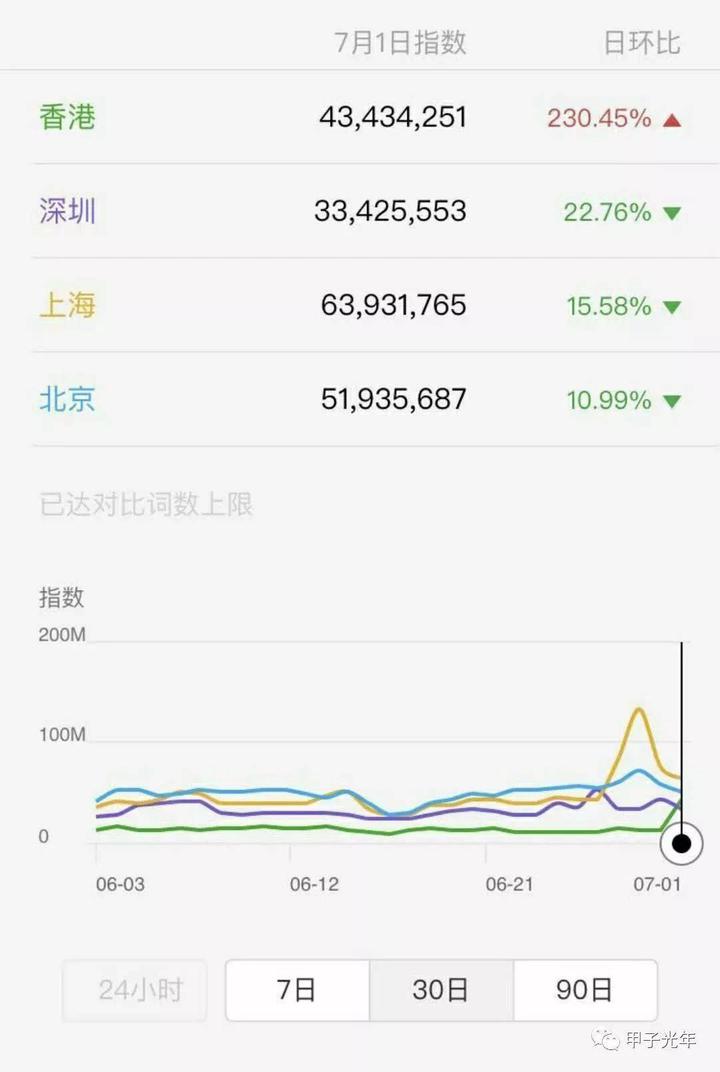 7月1日指数 日环比
香港 43,434,251 230.45% ▲
深圳 33,425,553 22.76% ▼
上海 63,931,765 15.58% ▼
北京 51,935,687 10.99% ▼
已达对比词数上限
指数
200M
100M
0
06-03 06-12 06-21 07-01
24小时 7日 30日 90日
甲子光年